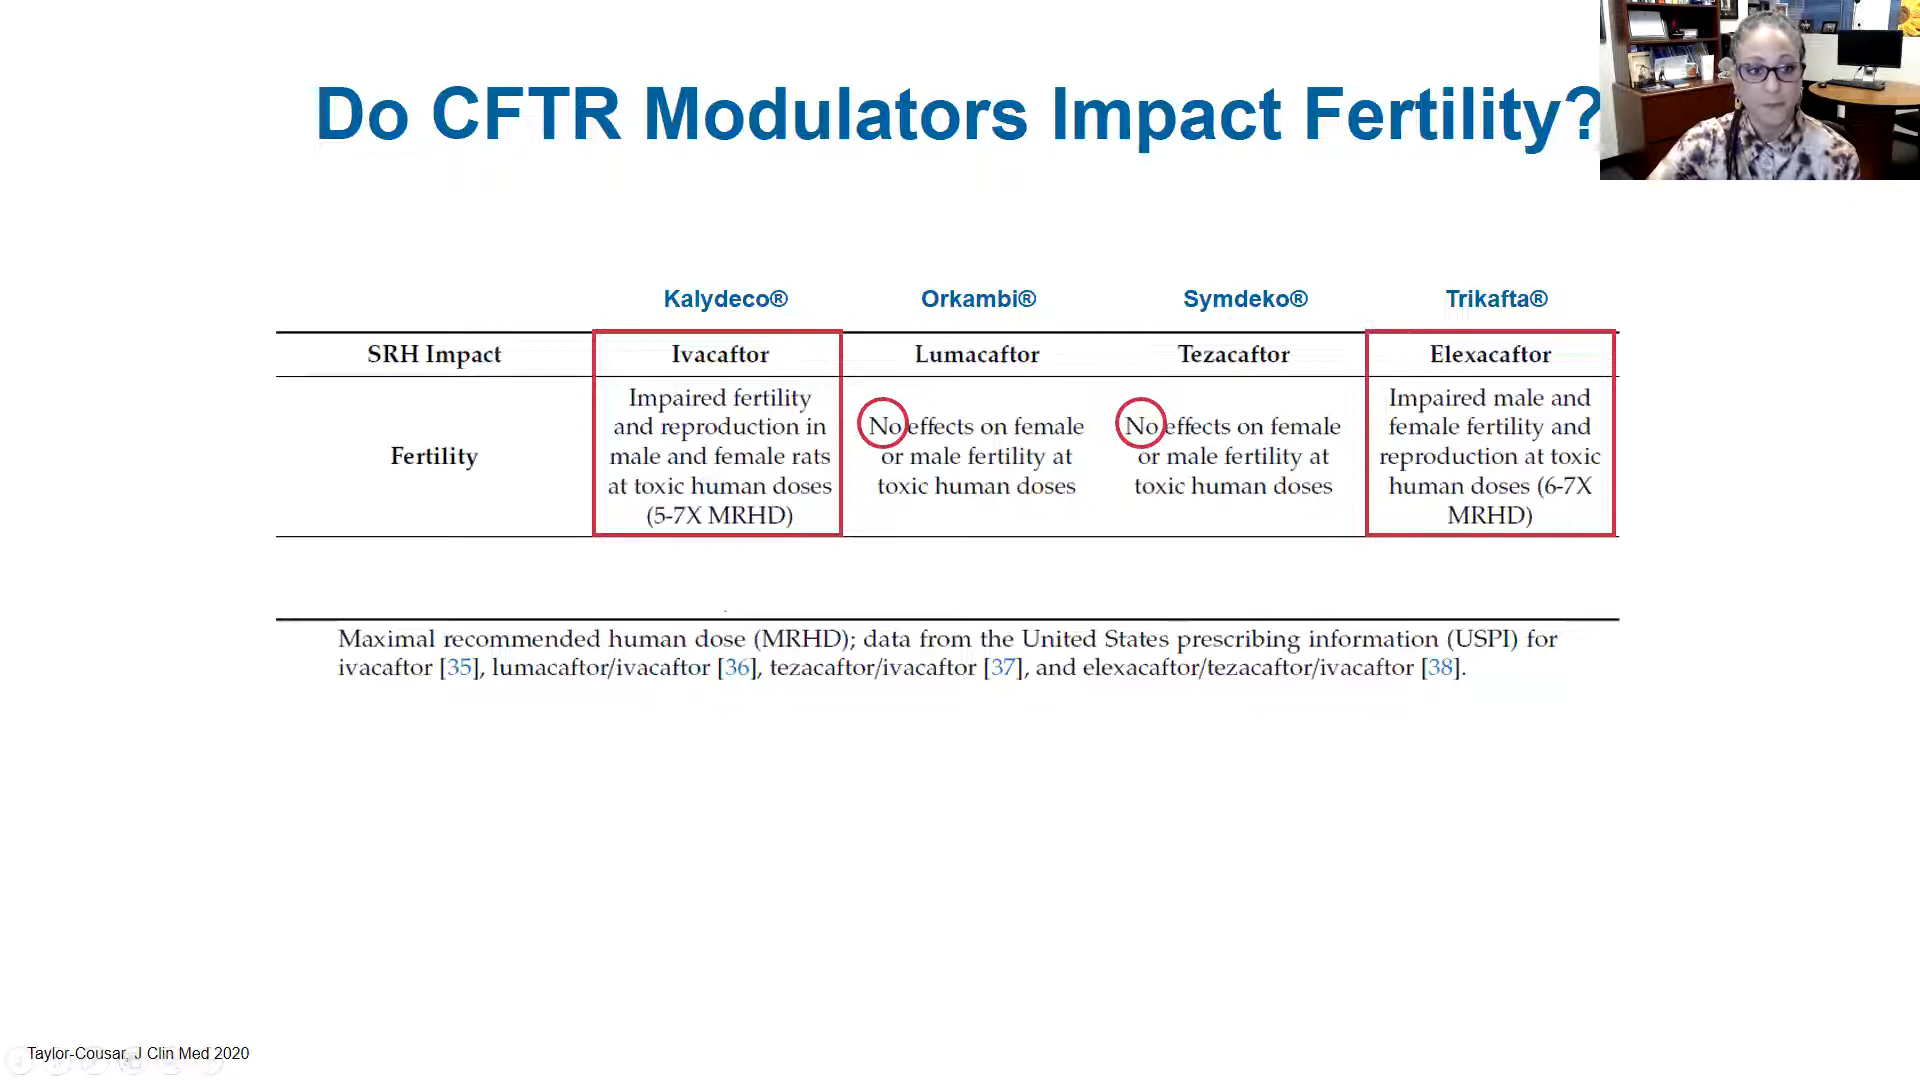 Do CFTR Modulators Impact Fertility?
Kalydeco® Orkambi® Symdeko® Trikafta®
SRH Impact Ivacaftor Lumacaftor Tezacaftor Elexacaftor
Fertility
Impaired fertility
and reproduction in
male and female rats
at toxic human doses
(5-7X MRHD)
No effects on female
or male fertility at
toxic human doses
No effects on female
or male fertility at
toxic human doses
Impaired male and
female fertility and
reproduction at toxic
human doses (6-7X
MRHD)
Maximal recommended human dose (MRHD); data from the United States prescribing information (USPI) for
ivacaftor [35], lumacaftor/ivacaftor [36], tezacaftor/ivacaftor [37], and elexacaftor/tezacaftor/ivacaftor [38].
Taylor-Cousar, J Clin Med 2020